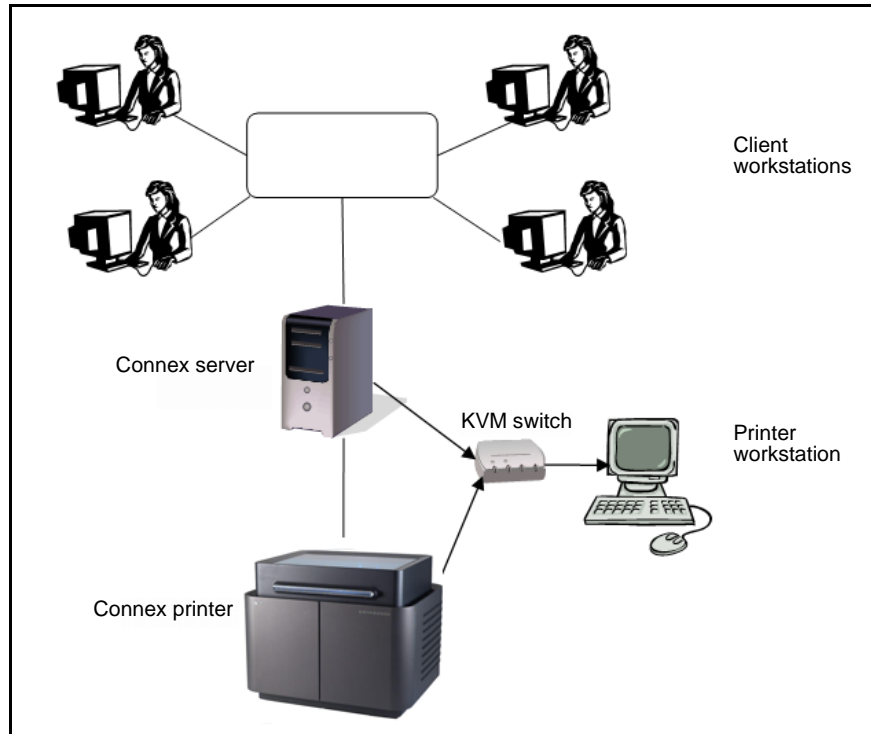 Client
workstations
Connex server
KVM switch
Printer
workstation
Connex printer